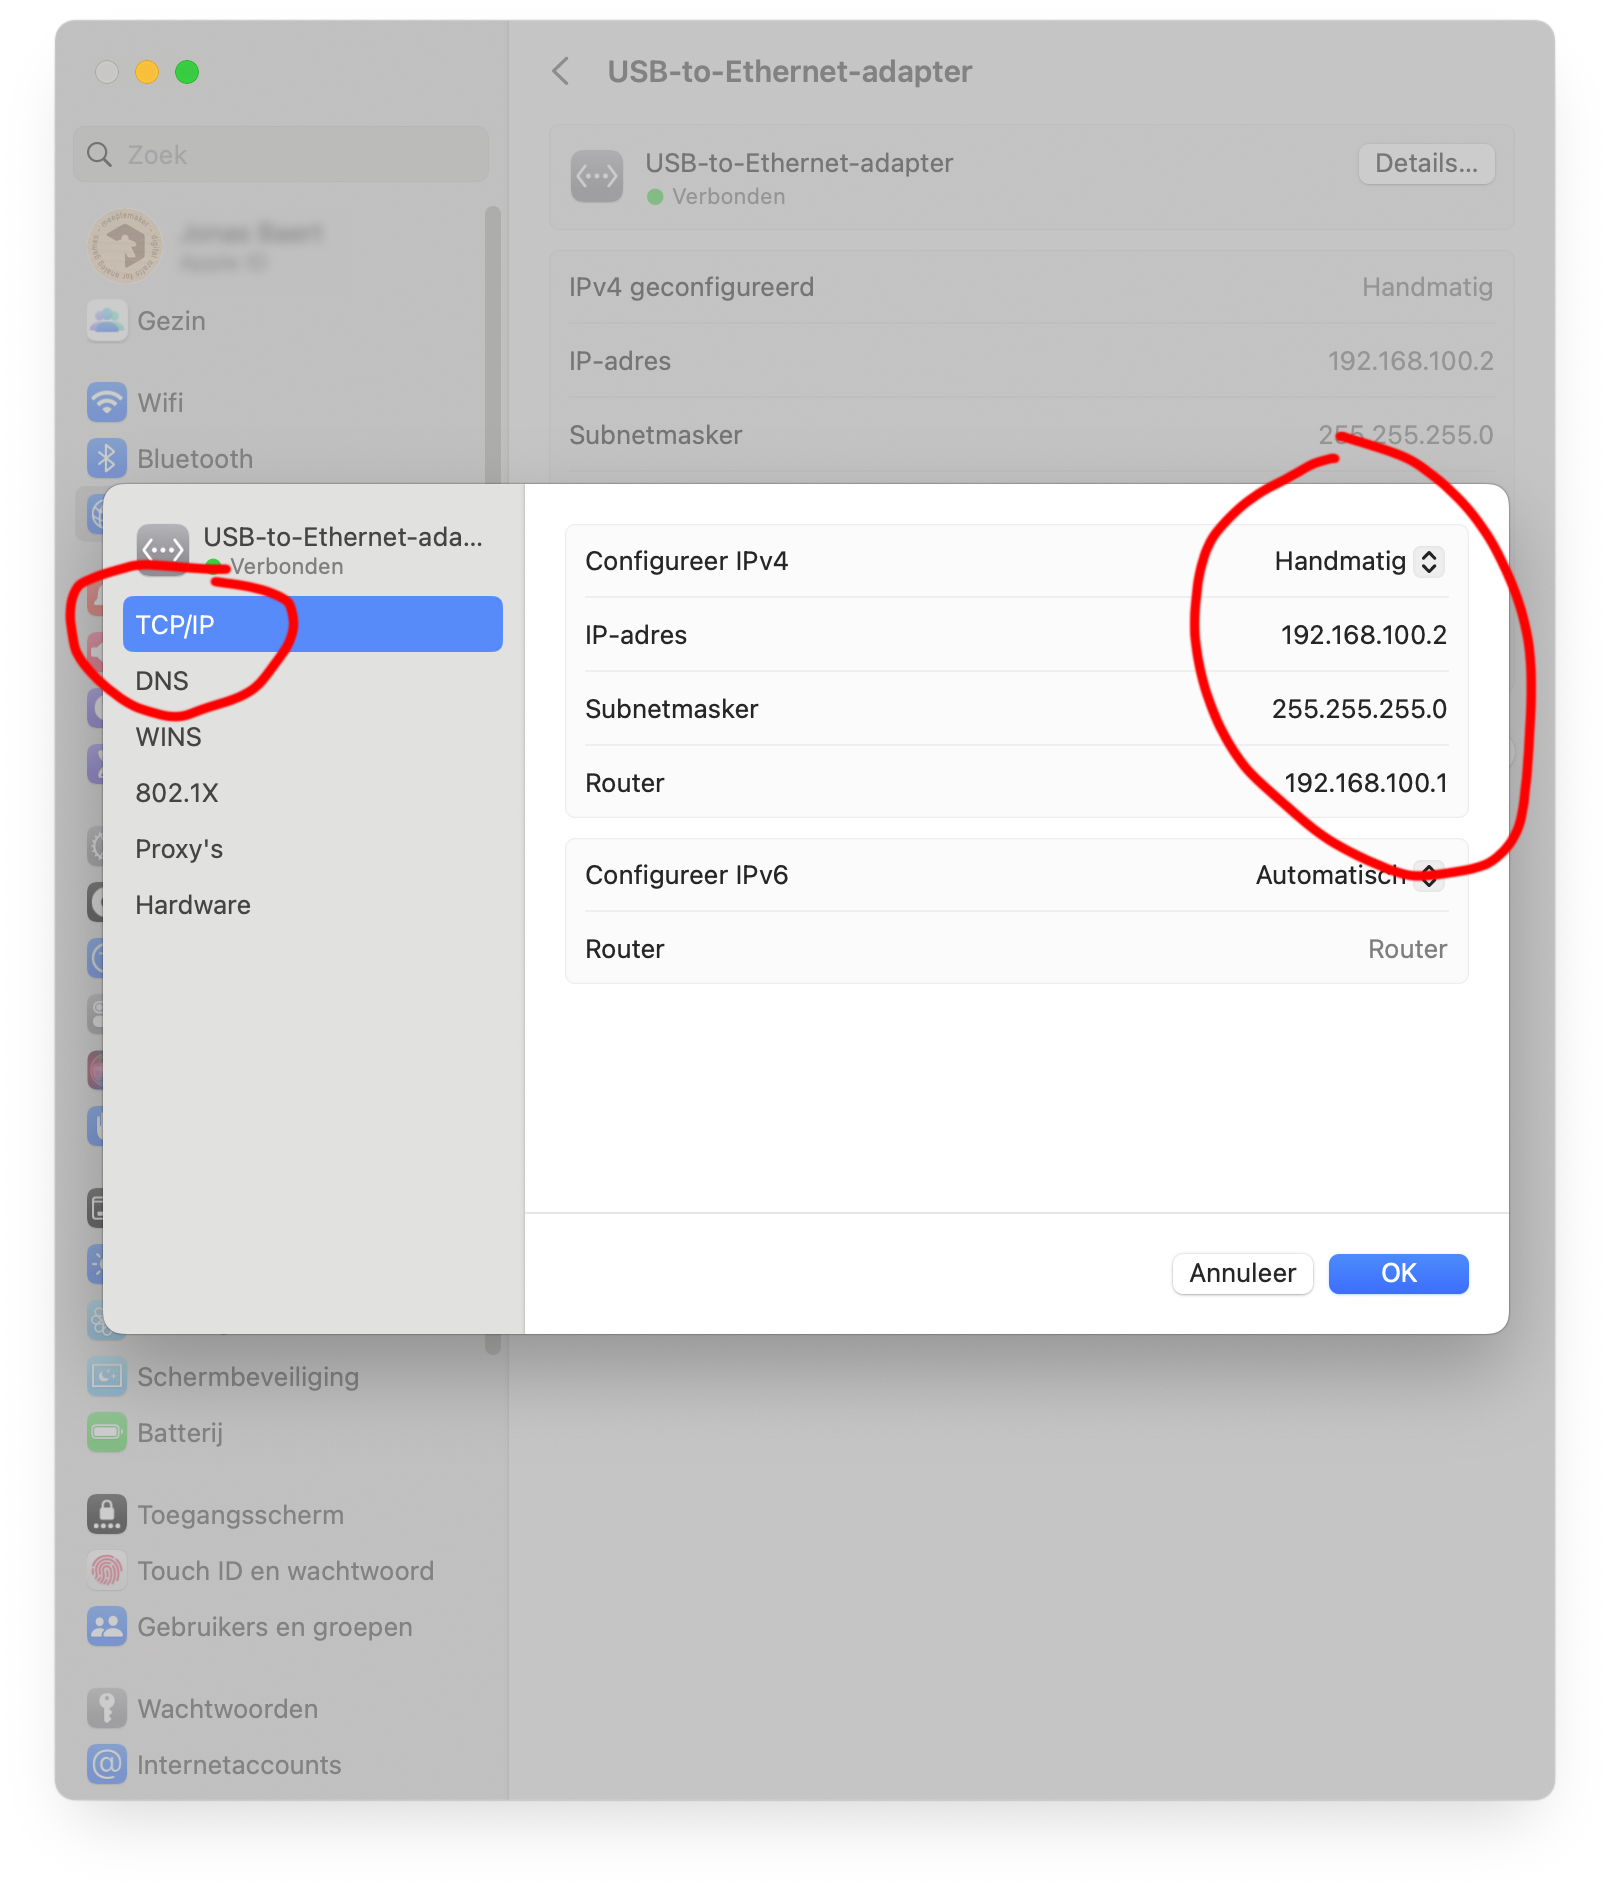 USB-to-Ethernet-adapter
Zoek
USB-to-Ethernet-adapter
Details...
Verbonden
Gezin
IPv4 geconfigureerd
Handmatig
IP-adres
192.168.100.2
Wifi
Subnetmasker
255.255.255.0
Bluetooth
USB-to-Ethernet-ada...
Verbonden
TCP/IP
DNS
WINS
802.1X
Proxy's
Hardware
Configureer IPv4
Handmatig
IP-adres
192.168.100.2
Subnetmasker
255.255.255.0
Router
192.168.100.1
Configureer IPv6
Automatisch
Router
Router
Annuleer
OK
Schermbeveiliging
Batterij
Toegangsscherm
Touch ID en wachtwoord
Gebruikers en groepen
Wachtwoorden
Internetaccounts